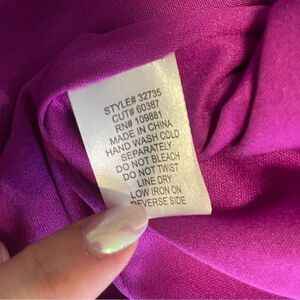 STYLE# 32735
CUT# 60387
RN# 109881
MADE IN CHINA
HAND WASH COLD
SEPARATELY
DO NOT BLEACH
DO NOT TWIST
LINE DRY
LOW IRON ON
REVERSE SIDE